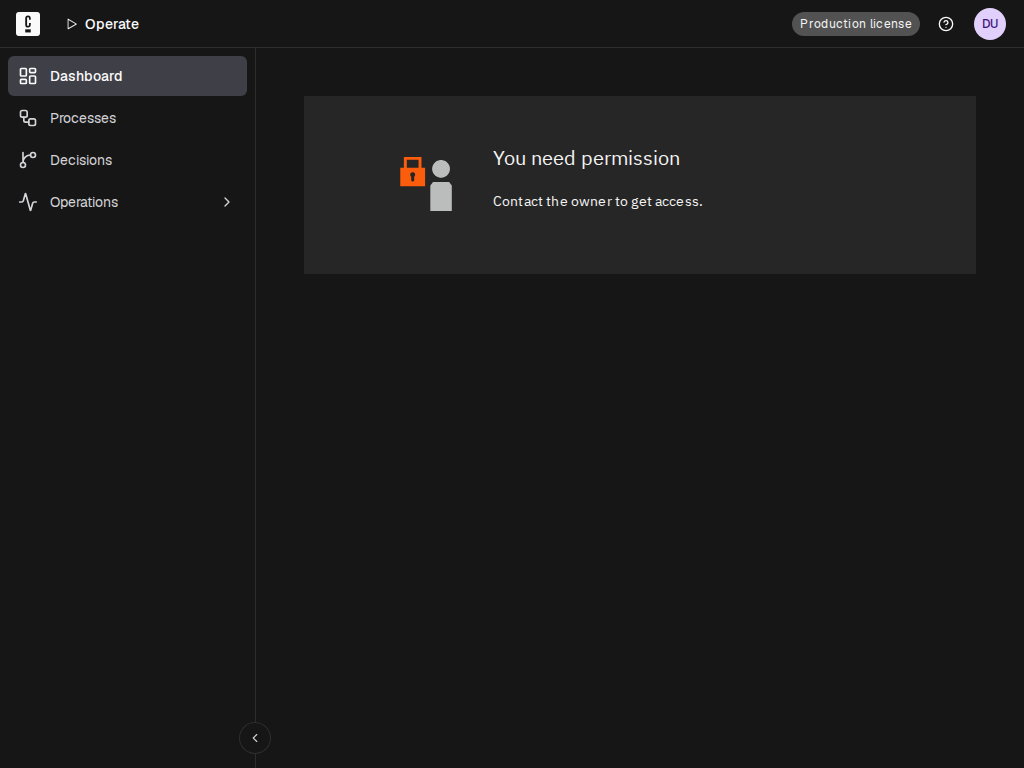 Operate
Production license
DU
Dashboard
Processes
Decisions
Operations
You need permission
Contact the owner to get access.